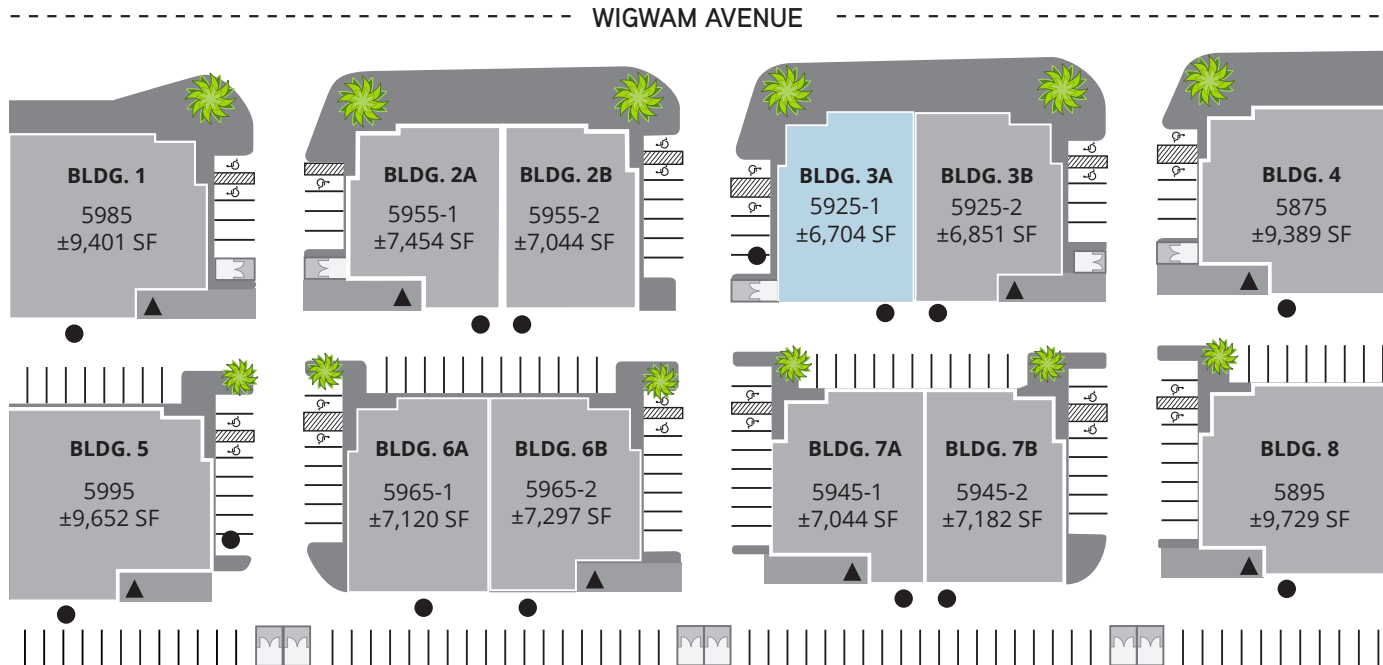 WIGWAM AVENUE
BLDG. 1
5985
±9,401 SF
BLDG. 2A
5955-1
±7,454 SF
BLDG. 2B
5955-2
±7,044 SF
BLDG. 3A
5925-1
±6,704 SF
BLDG. 3B
5925-2
±6,851 SF
BLDG. 4
5875
±9,389 SF
BLDG. 5
5995
±9,652 SF
BLDG. 6A
5965-1
±7,120 SF
BLDG. 6B
5965-2
±7,297 SF
BLDG. 7A
5945-1
±7,044 SF
BLDG. 7B
5945-2
±7,182 SF
BLDG. 8
5895
±9,729 SF